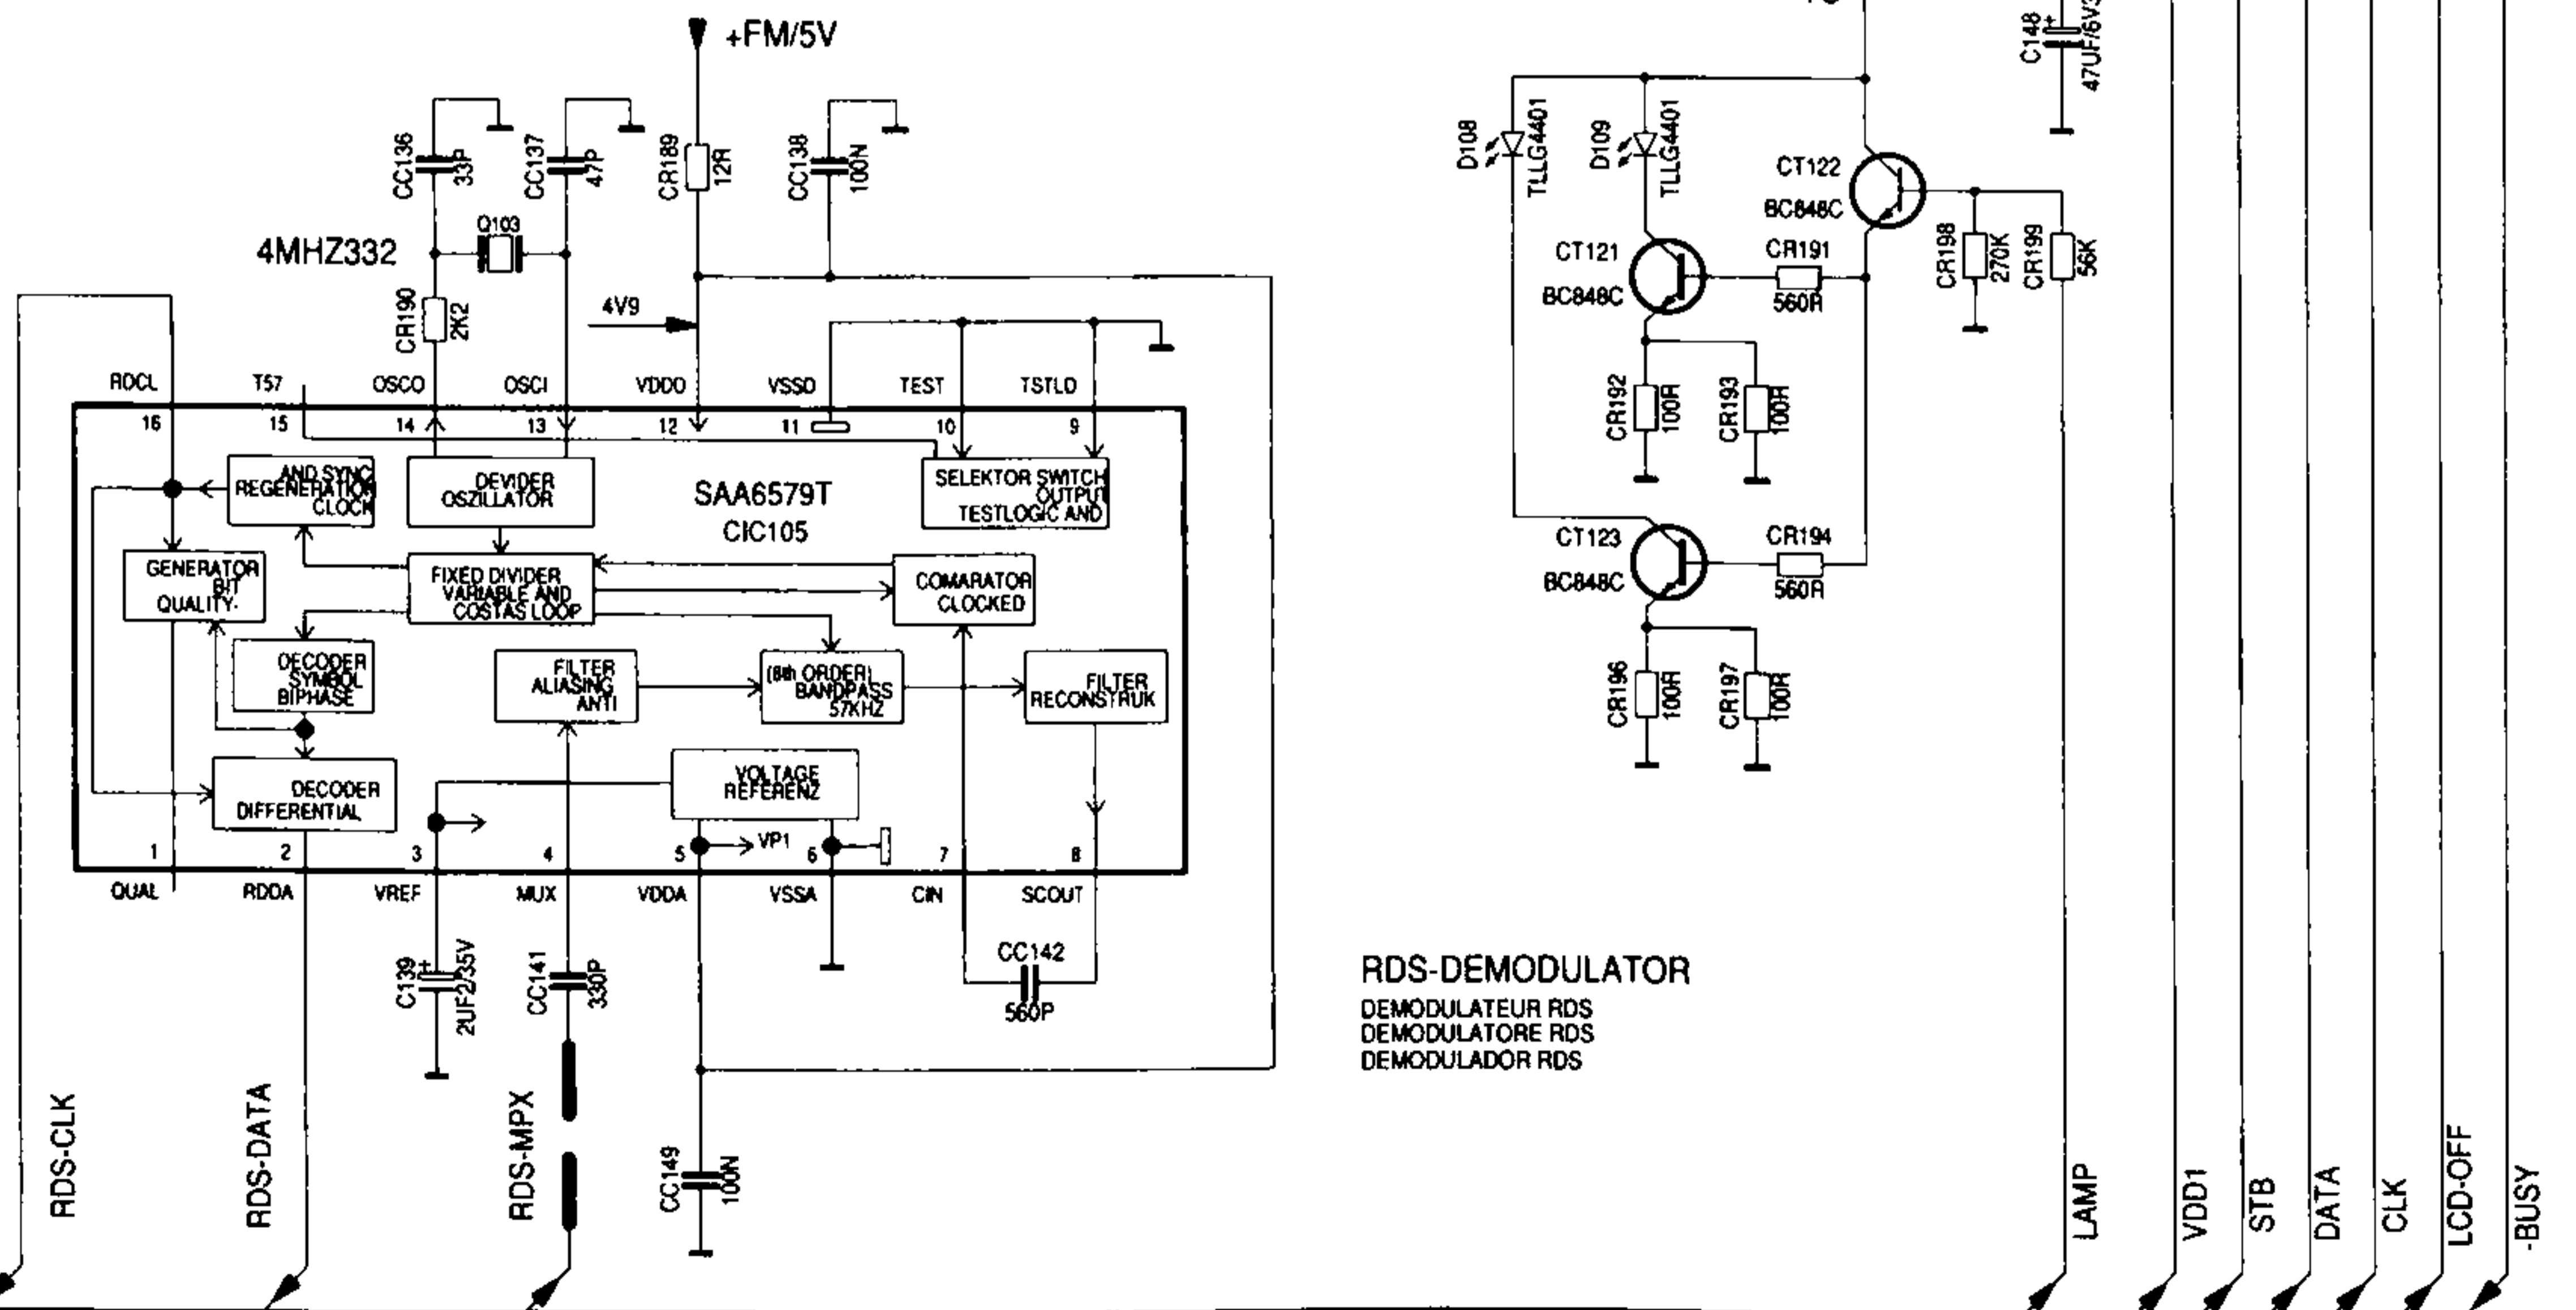 +FM/5V
CC136
33P
CC137
47P
CR189
12R
CC138
100N
Q103
4MHZ332
CR190
2K2
4V9
RDCL
T57
OSCO
OSCI
VDDD
VSSD
TEST
TSTLD
16
15
14
13
12
11
10
9
AND SYNC
REGENERATION
CLOCK
DEVIDER
OSZILLATOR
SAA6579T
CIC105
SELEKTOR SWITCH
OUTPUT
TESTLOGIC AND
GENERATOR
BIT
QUALITY-
FIXED DIVIDER
VARIABLE AND
COSTAS LOOP
COMARATOR
CLOCKED
DECODER
SYMBOL
BIPHASE
FILTER
ALIASING
ANTI
(8th ORDER)
BANDPASS
57KHZ
FILTER
RECONSTRUK
DECODER
DIFFERENTIAL
VOLTAGE
REFERENZ
VP1
1
2
3
4
5
6
7
8
QUAL
RDDA
VREF
MUX
VDDA
VSSA
CIN
SCOUT
C139
+
2UF2/35V
CC141
330P
CC142
560P
CC149
100N
RDS-CLK
RDS-DATA
RDS-MPX
C148
+
47UF/6V3
D108
TLLG4401
D109
TLLG4401
CT122
BC848C
CT121
BC848C
CR191
560R
CR198
270K
CR199
56K
CR192
100R
CR193
100R
CT123
BC848C
CR194
560R
CR196
100R
CR197
100R
RDS-DEMODULATOR
DEMODULATEUR RDS
DEMODULATORE RDS
DEMODULADOR RDS
LAMP
VDD1
STB
DATA
CLK
LCD-OFF
-BUSY